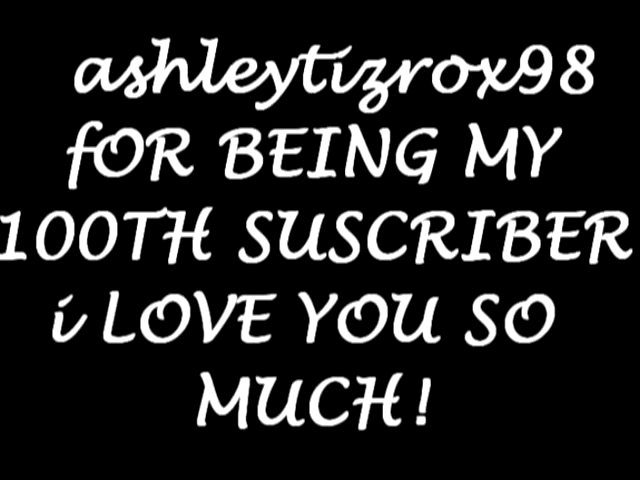 ashleytizrox98
fOR BEING MY
100TH SUSCRIBER
i LOVE YOU SO
MUCH!